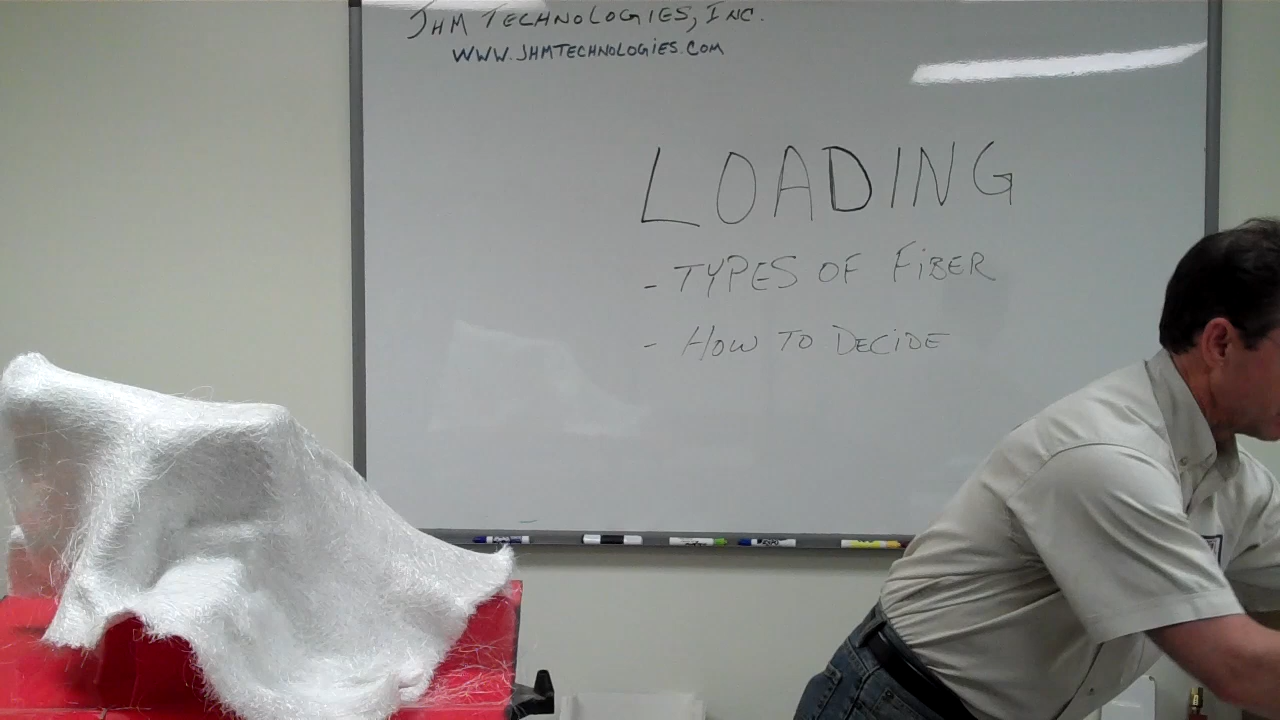 JHM TECHNOLOGIES, INC.
WWW.JHMTECHNOLOGIES.COM
LOADING
- TYPES OF FIBER
- HOW TO DECIDE